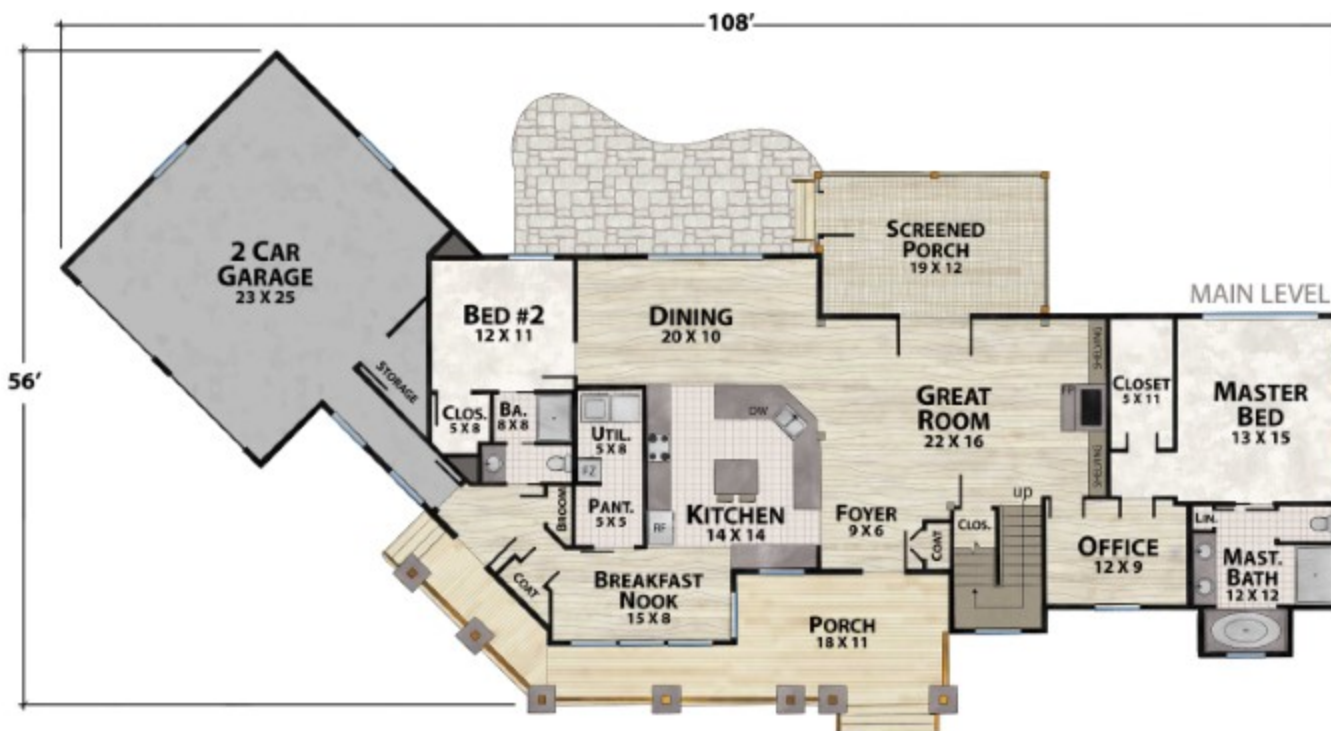 108'
56'
2 CAR
GARAGE
23 X 25
STORAGE
BED #2
12 X 11
CLOS.
5 X 8
BA.
8 X 8
DINING
20 X 10
SCREENED
PORCH
19 X 12
MAIN LEVEL
UTIL.
5 X 8
FZ
PANT.
5 X 5
BROOM
RF
DW
KITCHEN
14 X 14
GREAT
ROOM
22 X 16
SHELVING
FP
SHELVING
CLOSET
5 X 11
MASTER
BED
13 X 15
FOYER
9 X 6
COAT
CLOS.
up
OFFICE
12 X 9
LIN.
MAST.
BATH
12 X 12
COAT
BREAKFAST
NOOK
15 X 8
PORCH
18 X 11